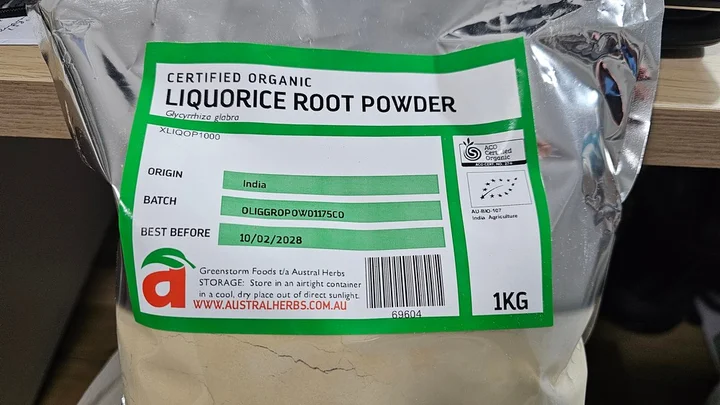 CERTIFIED ORGANIC
LIQUORICE ROOT POWDER
Glycyrrhiza glabra
XLIQOP1000
ORIGIN India
BATCH OLIGGROPOWD1175CO
BEST BEFORE 10/02/2028
Greenstorm Foods t/a Austral Herbs
STORAGE: Store in an airtight container
in a cool, dry place out of direct sunlight.
WWW.AUSTRALHERBS.COM.AU
69604
ACO
Certified
Organic
AU-BIO-107
India Agriculture
1KG